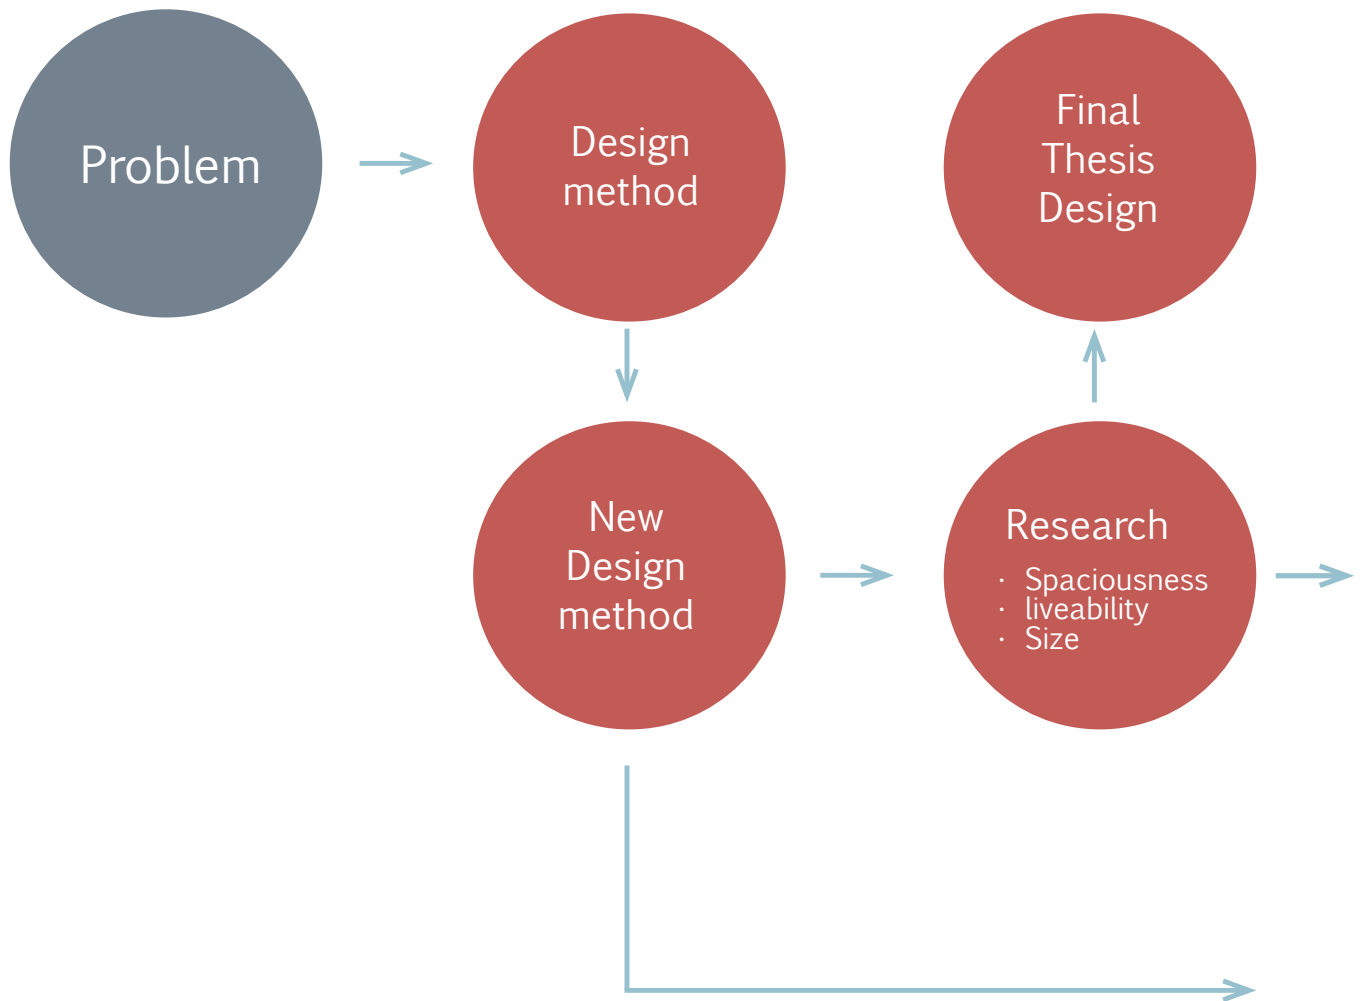 Problem
Design
method
Final
Thesis
Design
New
Design
method
Research
· Spaciousness
· liveability
· Size